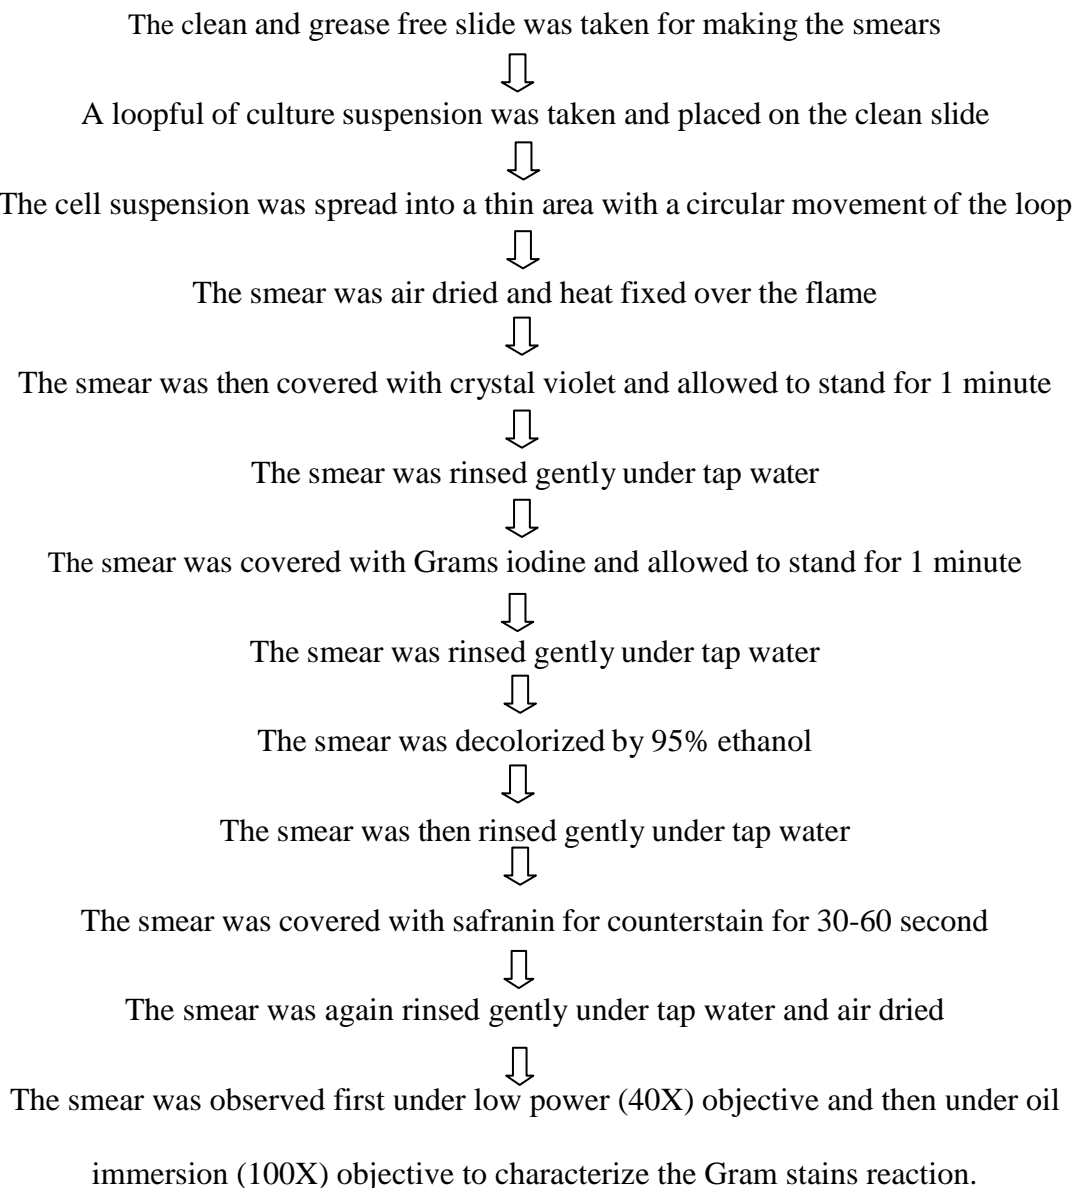 The clean and grease free slide was taken for making the smears
A loopful of culture suspension was taken and placed on the clean slide
The cell suspension was spread into a thin area with a circular movement of the loop
The smear was air dried and heat fixed over the flame
The smear was then covered with crystal violet and allowed to stand for 1 minute
The smear was rinsed gently under tap water
The smear was covered with Grams iodine and allowed to stand for 1 minute
The smear was rinsed gently under tap water
The smear was decolorized by 95% ethanol
The smear was then rinsed gently under tap water
The smear was covered with safranin for counterstain for 30-60 second
The smear was again rinsed gently under tap water and air dried
The smear was observed first under low power (40X) objective and then under oil
immersion (100X) objective to characterize the Gram stains reaction.